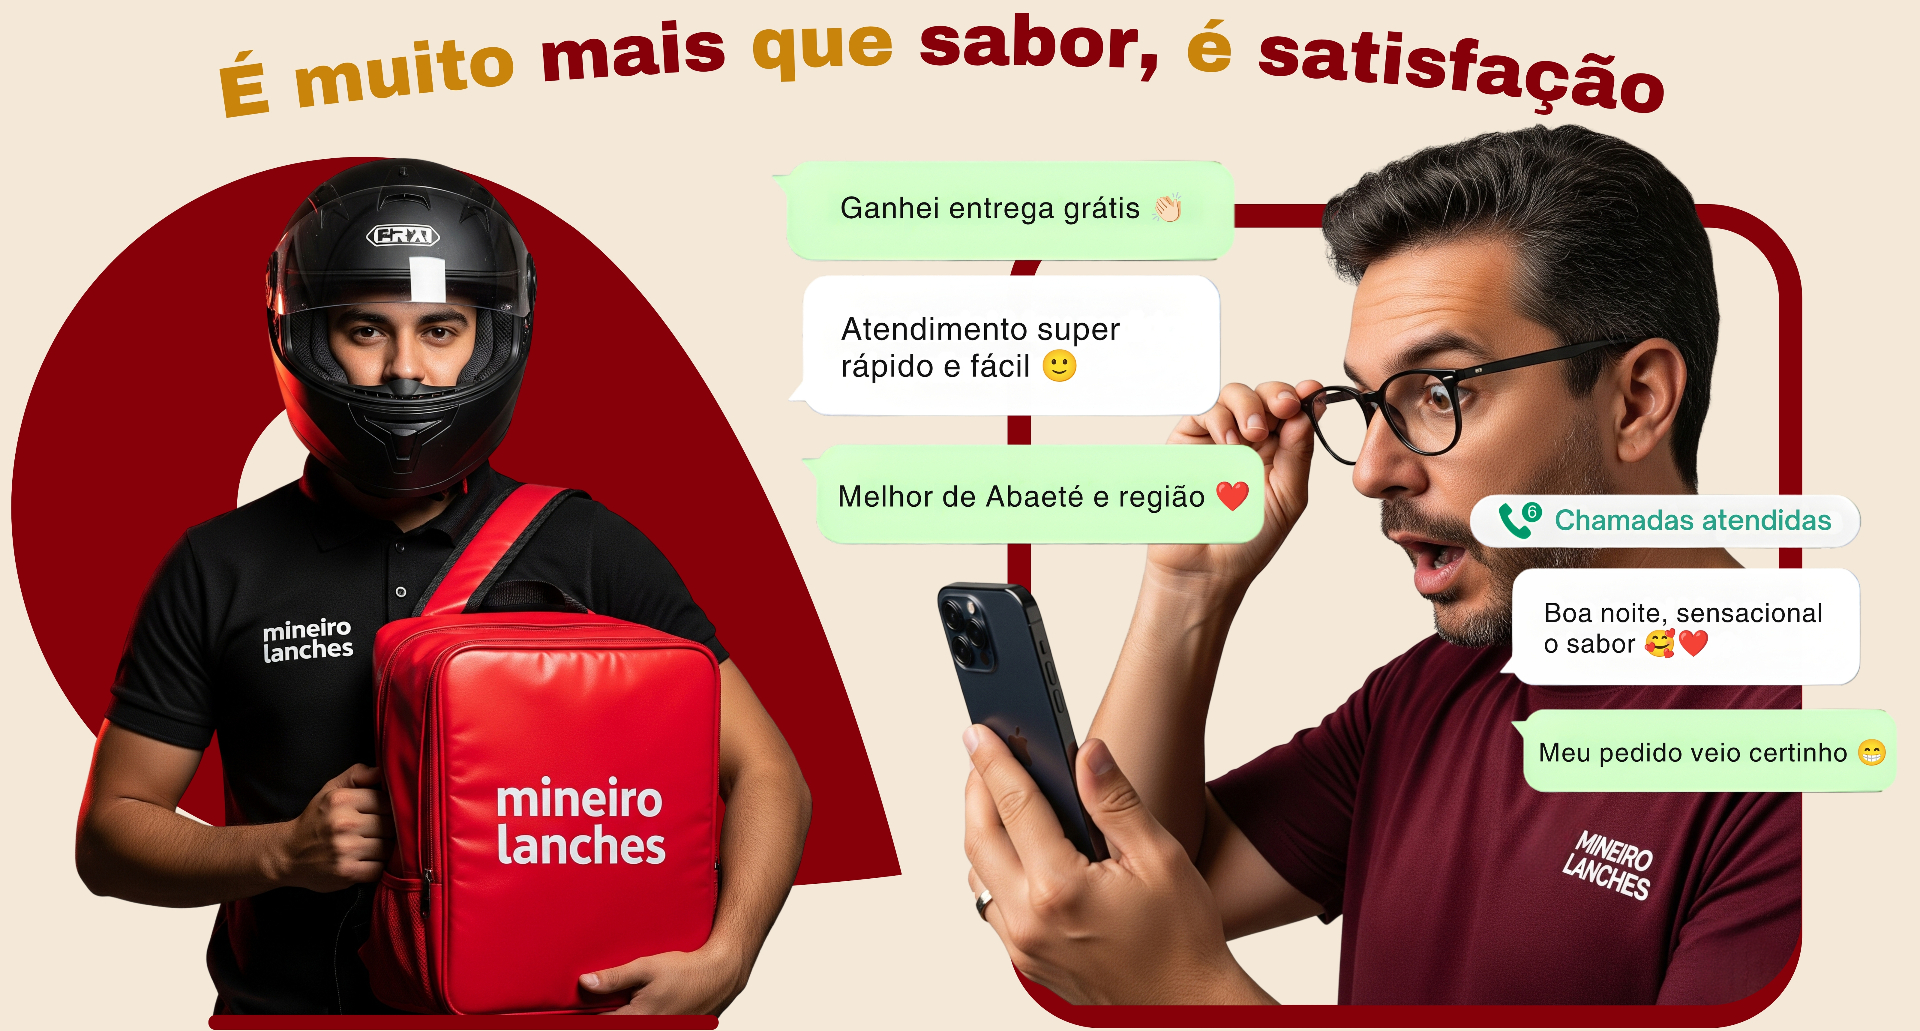 É muito mais que sabor, é satisfação
Ganhei entrega grátis 👏🏻
Atendimento super
rápido e fácil 🙂
Melhor de Abaeté e região ❤️
6
Chamadas atendidas
Boa noite, sensacional
o sabor 🥰❤️
Meu pedido veio certinho 😁
mineiro
lanches
mineiro
lanches
MINEIRO
LANCHES